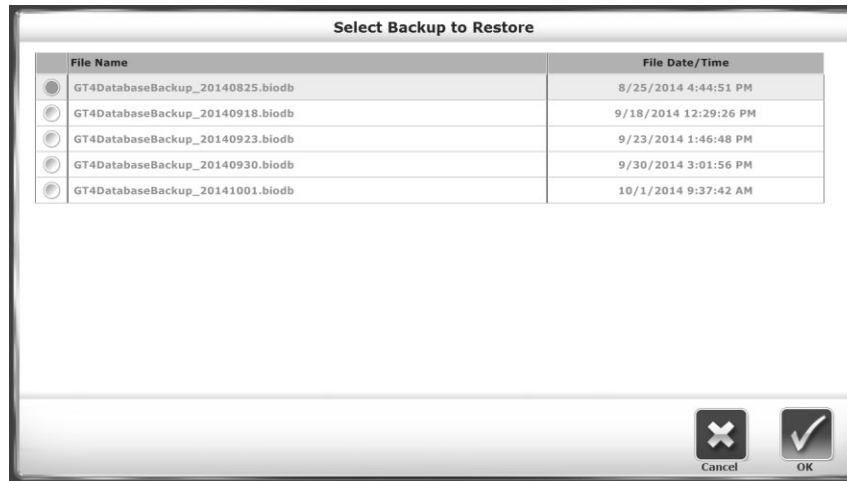 Select Backup to Restore
File Name File Date/Time
GT4DatabaseBackup_20140825.biodb 8/25/2014 4:44:51 PM
GT4DatabaseBackup_20140918.biodb 9/18/2014 12:29:26 PM
GT4DatabaseBackup_20140923.biodb 9/23/2014 1:46:48 PM
GT4DatabaseBackup_20140930.biodb 9/30/2014 3:01:56 PM
GT4DatabaseBackup_20141001.biodb 10/1/2014 9:37:42 AM
Cancel OK